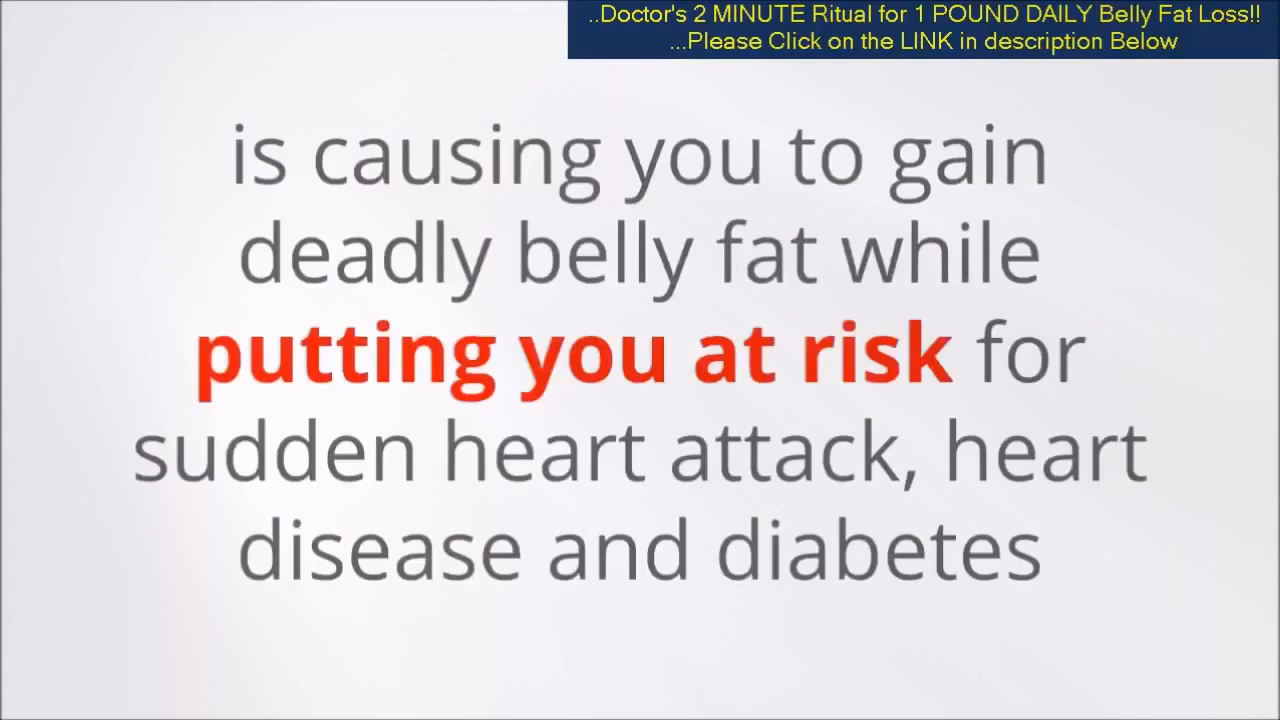 ..Doctor's 2 MINUTE Ritual for 1 POUND DAILY Belly Fat Loss!!
...Please Click on the LINK in description Below
is causing you to gain
deadly belly fat while
putting you at risk for
sudden heart attack, heart
disease and diabetes